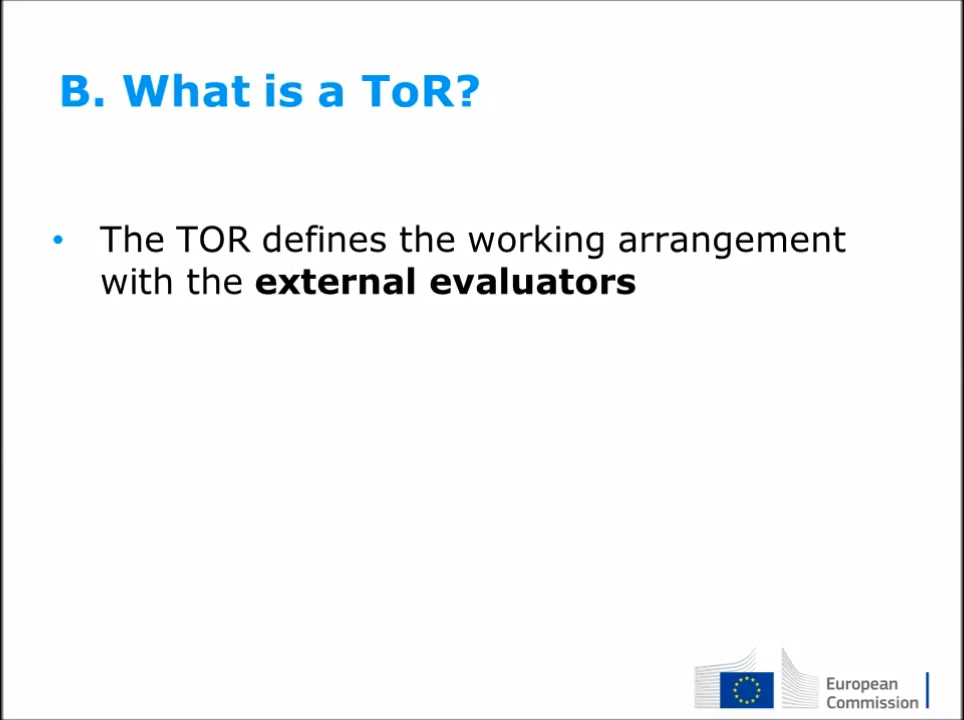 B. What is a ToR?
• The TOR defines the working arrangement
with the external evaluators
European
Commission